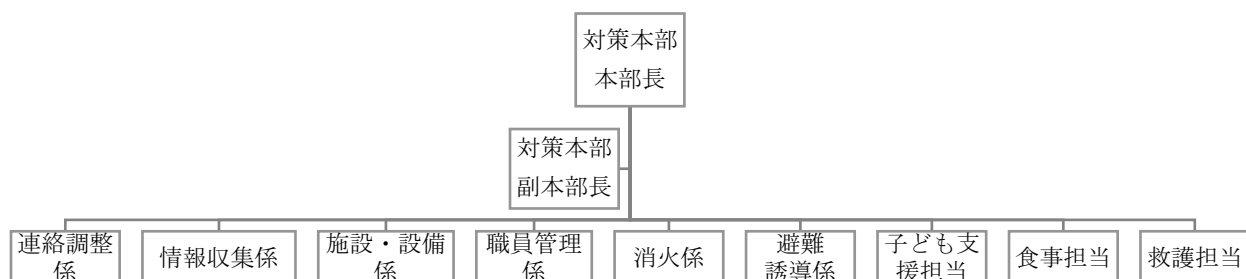 対策本部
本部長
対策本部
副本部長
連絡調整
係
情報収集係
施設・設備
係
職員管理
係
消火係
避難
誘導係
子ども支
援担当
食事担当
救護担当